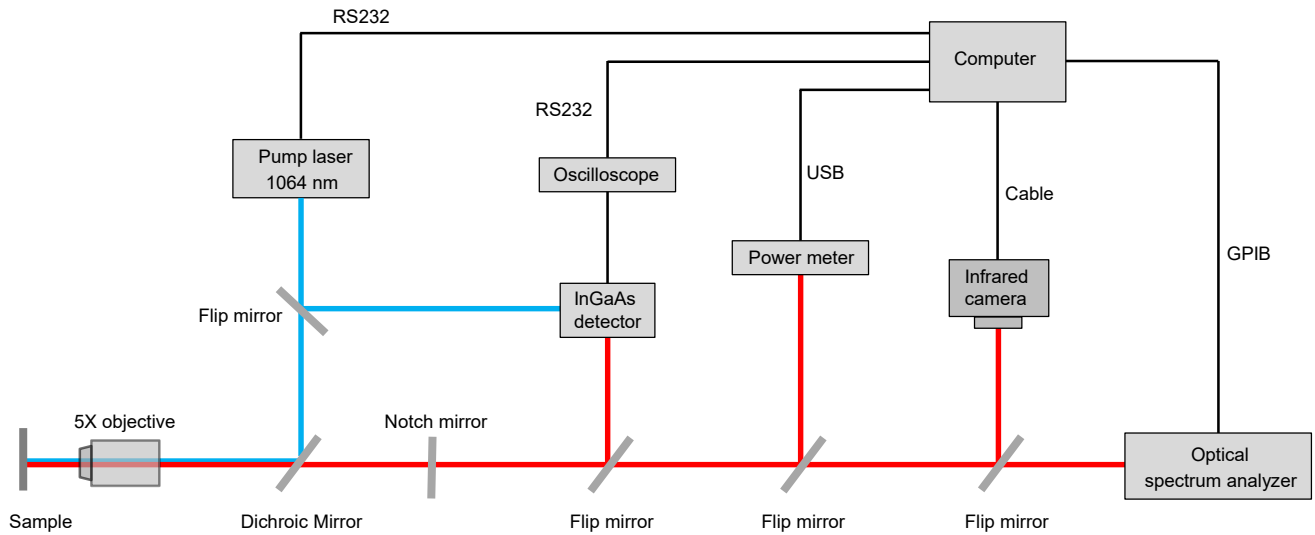 RS232
Computer
RS232
Pump laser
1064 nm
Oscilloscope
USB
Cable
Power meter
Infrared
camera
GPIB
InGaAs
detector
Flip mirror
5X objective
Notch mirror
Optical
spectrum analyzer
Sample
Dichroic Mirror
Flip mirror
Flip mirror
Flip mirror